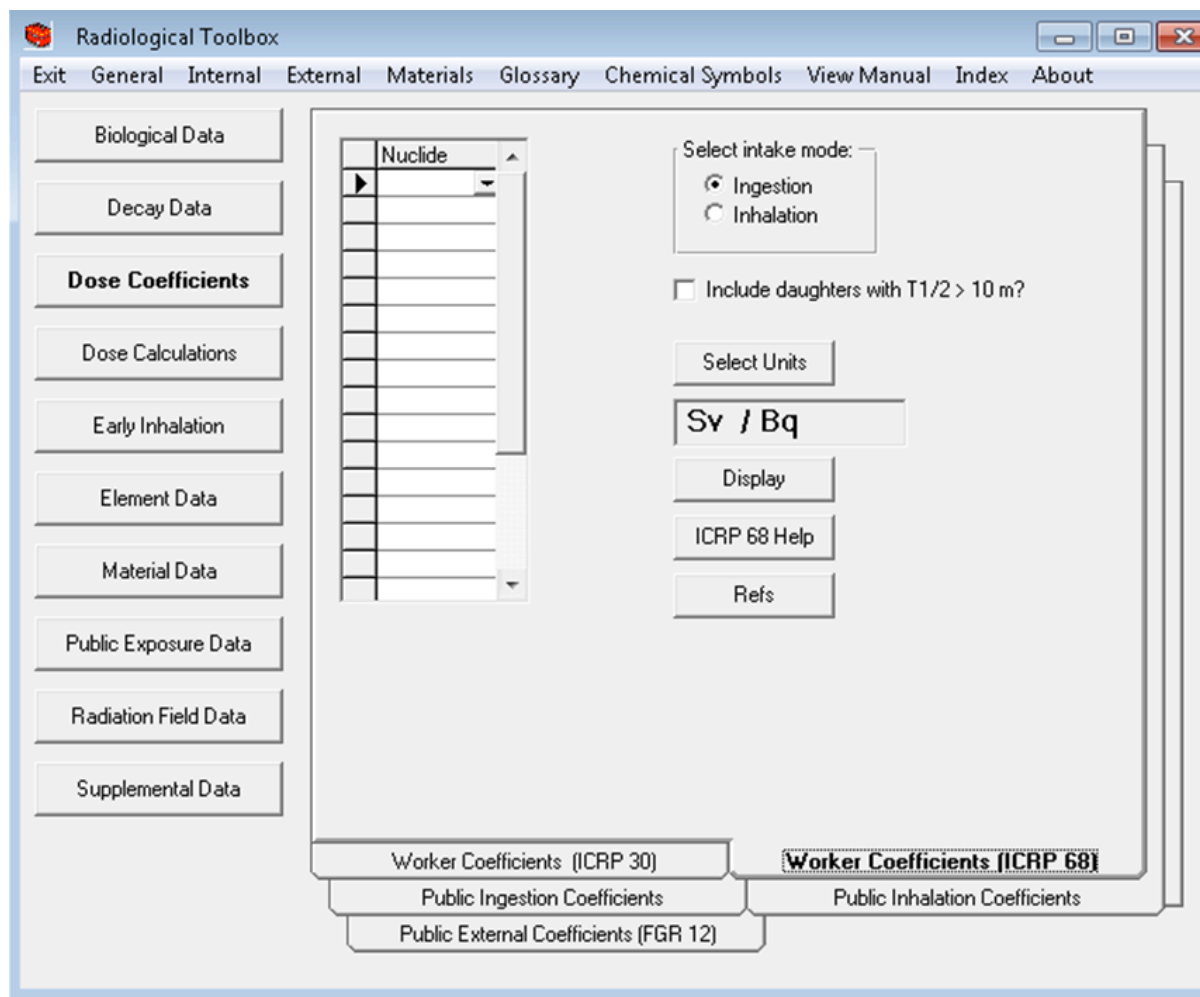 Radiological Toolbox
Exit General Internal External Materials Glossary Chemical Symbols View Manual Index About
Biological Data
Decay Data
Dose Coefficients
Dose Calculations
Early Inhalation
Element Data
Material Data
Public Exposure Data
Radiation Field Data
Supplemental Data
Nuclide
Select intake mode:
Ingestion
Inhalation
Include daughters with T1/2 > 10 m?
Select Units
Sv / Bq
Display
ICRP 68 Help
Refs
Worker Coefficients (ICRP 30)
Worker Coefficients (ICRP 68)
Public Ingestion Coefficients
Public Inhalation Coefficients
Public External Coefficients (FGR 12)